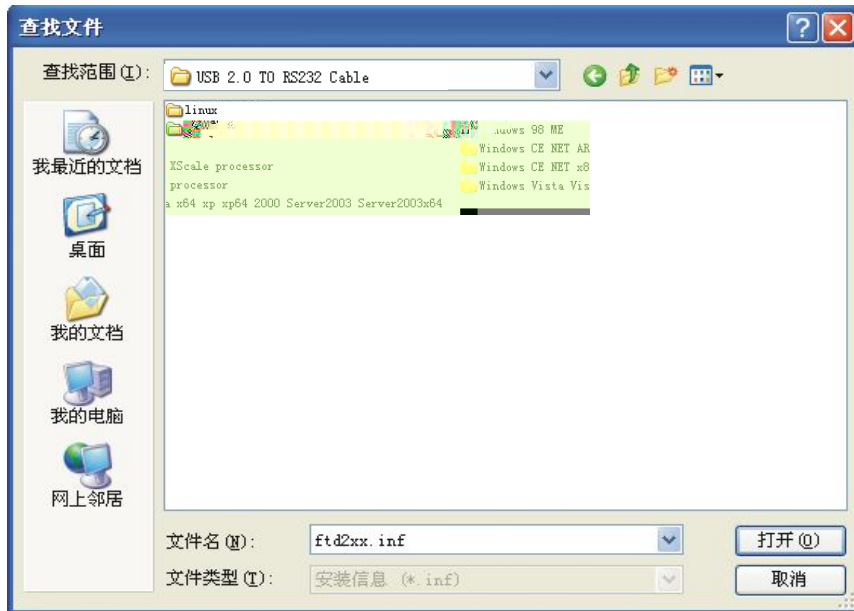 查找文件
查找范围(I):
USB 2.0 TO RS232 Cable
我最近的文档
桌面
我的文档
我的电脑
网上邻居
linux
98 ME
Windows CE NET AR
XScale processor
Windows CE NET x8
processor
Windows Vista Vis
a x64 xp xp64 2000 Server2003 Server2003x64
文件名(N):
ftd2xx.inf
打开(O)
文件类型(T):
安装信息 (*.inf)
取消